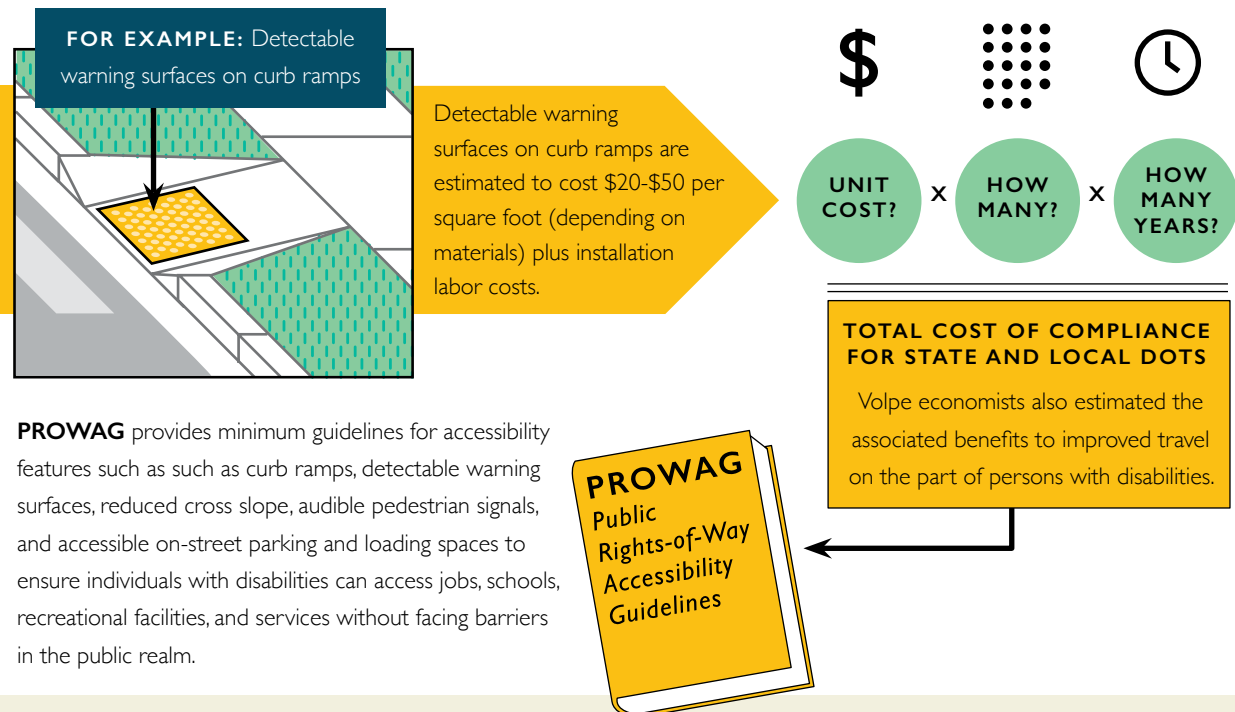 FOR EXAMPLE: Detectable
warning surfaces on curb ramps
Detectable warning
surfaces on curb ramps are
estimated to cost $20-$50 per
square foot (depending on
materials) plus installation
labor costs.
$
UNIT
COST?
x
HOW
MANY?
x
HOW
MANY
YEARS?
TOTAL COST OF COMPLIANCE
FOR STATE AND LOCAL DOTS
Volpe economists also estimated the
associated benefits to improved travel
on the part of persons with disabilities.
PROWAG provides minimum guidelines for accessibility
features such as such as curb ramps, detectable warning
surfaces, reduced cross slope, audible pedestrian signals,
and accessible on-street parking and loading spaces to
ensure individuals with disabilities can access jobs, schools,
recreational facilities, and services without facing barriers
in the public realm.
PROWAG
Public
Rights-of-Way
Accessibility
Guidelines